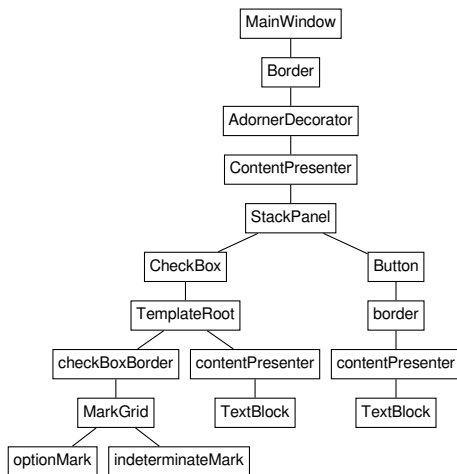 MainWindow
Border
AdornerDecorator
ContentPresenter
StackPanel
CheckBox Button
TemplateRoot border
checkBoxBorder contentPresenter contentPresenter
MarkGrid TextBlock TextBlock
optionMark indeterminateMark